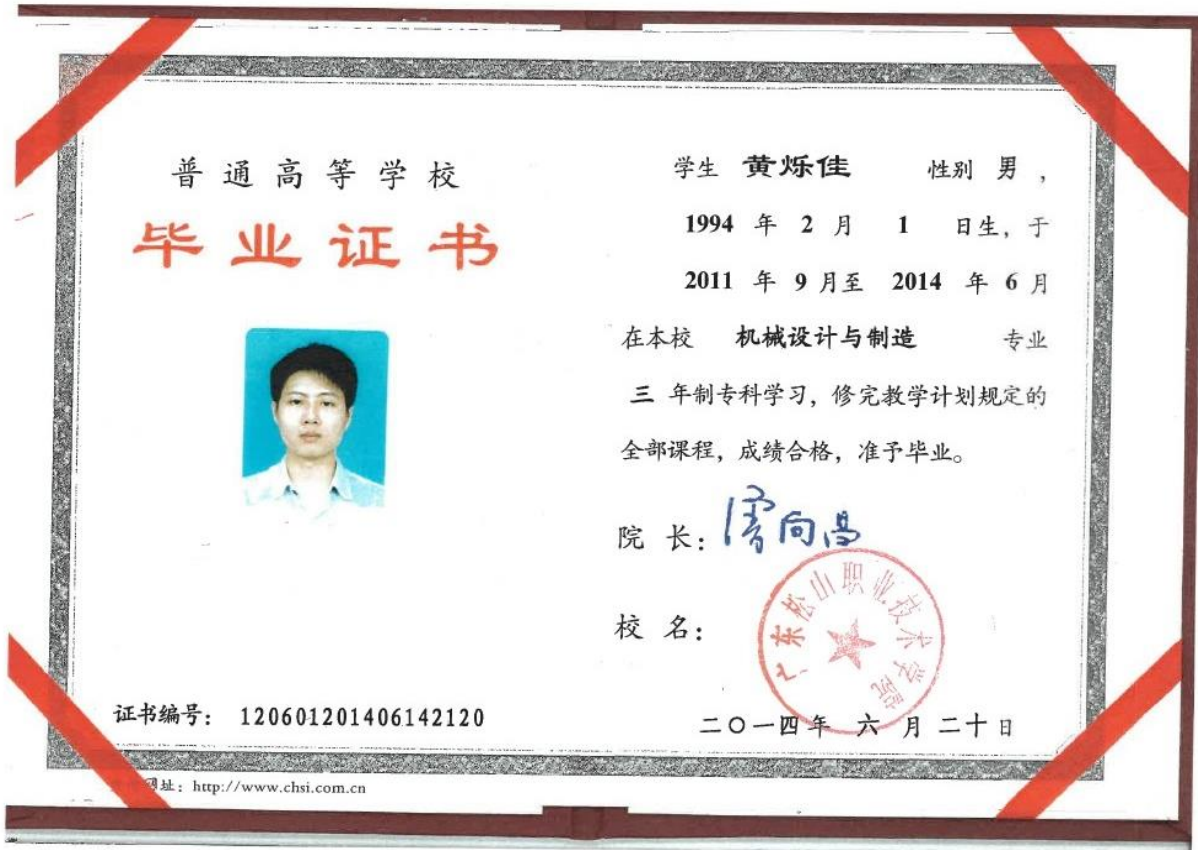 普通高等学校
毕业证书
证书编号： 120601201406142120
网址：http://www.chsi.com.cn
学生 黄烁佳 性别 男，
1994 年 2 月 1 日生，于
2011 年 9 月至 2014 年 6 月
在本校 机械设计与制造 专业
三 年制专科学习，修完教学计划规定的
全部课程，成绩合格，准予毕业。
院 长：
校 名：
广东松山职业技术学院
二〇一四年 六 月 二十日